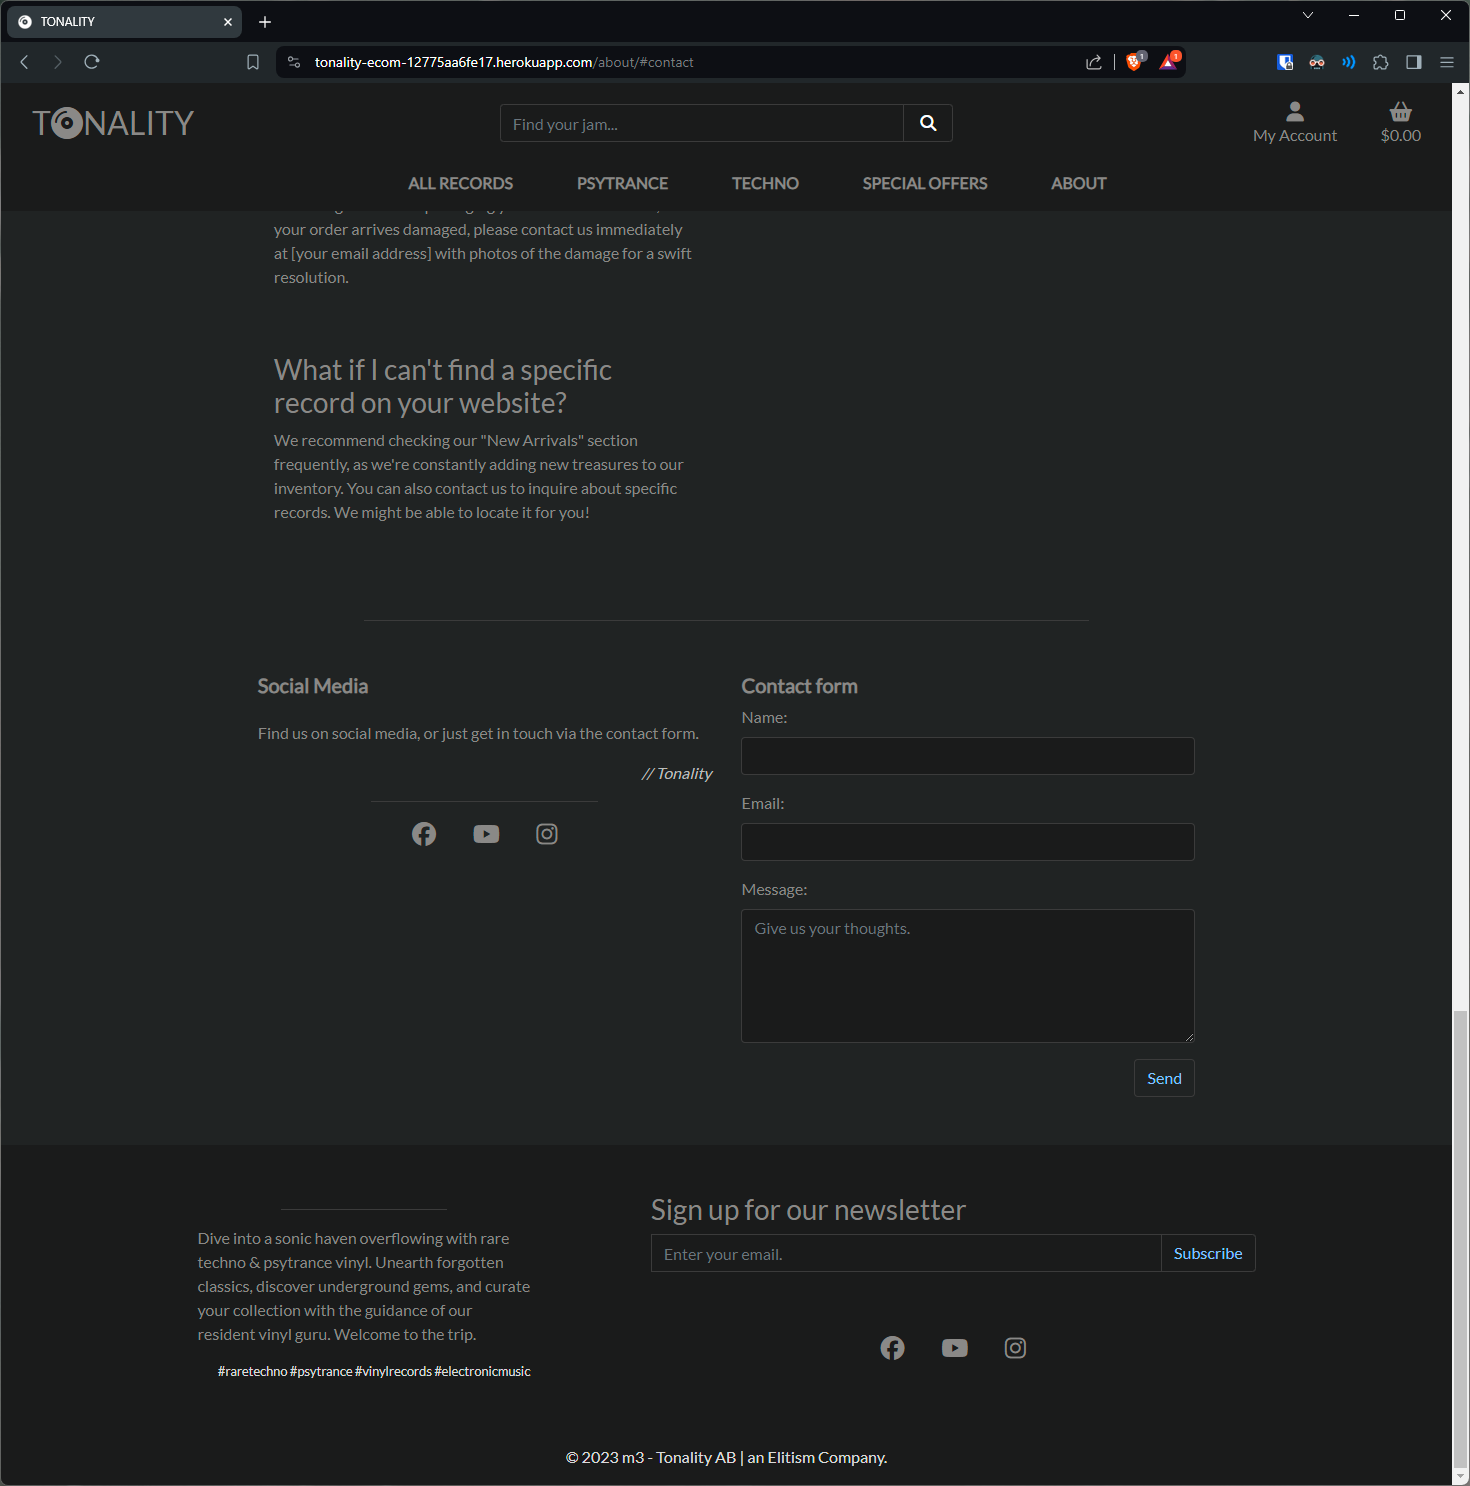 TONALITY
tonality-ecom-12775aa6fe17.herokuapp.com/about/#contact
1
1
TONALITY
Find your jam...
My Account
$0.00
ALL RECORDS PSYTRANCE TECHNO SPECIAL OFFERS ABOUT
your order arrives damaged, please contact us immediately
at [your email address] with photos of the damage for a swift
resolution.
What if I can't find a specific
record on your website?
We recommend checking our "New Arrivals" section
frequently, as we're constantly adding new treasures to our
inventory. You can also contact us to inquire about specific
records. We might be able to locate it for you!
Social Media
Find us on social media, or just get in touch via the contact form.
// Tonality
Contact form
Name:
Email:
Message:
Give us your thoughts.
Send
Dive into a sonic haven overflowing with rare
techno & psytrance vinyl. Unearth forgotten
classics, discover underground gems, and curate
your collection with the guidance of our
resident vinyl guru. Welcome to the trip.
#raretechno #psytrance #vinylrecords #electronicmusic
Sign up for our newsletter
Enter your email.
Subscribe
© 2023 m3 - Tonality AB | an Elitism Company.